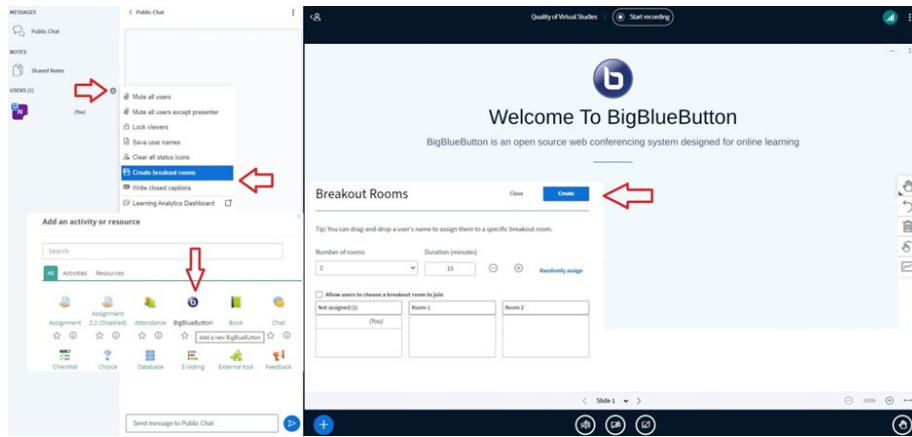 MESSAGES
Public Chat
NOTES
Shared Notes
USERS (1)
Al
(You)
Public Chat
Mute all users
Mute all users except presenter
Lock viewers
Save user names
Clear all status icons
Create breakout rooms
Write closed captions
Learning Analytics Dashboard
Add an activity or resource
Search
All Activities Resources
Assignment
Assignment 2.2 (Disabled)
Attendance
BigBlueButton
Book
Chat
Add a new BigBlueButton
Checklist
Choice
Database
E-Voting
External tool
Feedback
Send message to Public Chat
Quality of Virtual Studies
Start recording
b
Welcome To BigBlueButton
BigBlueButton is an open source web conferencing system designed for online learning
Breakout Rooms
Close
Create
Tip: You can drag-and-drop a user's name to assign them to a specific breakout room.
Number of rooms
2
Duration (minutes)
15
Randomly assign
Allow users to choose a breakout room to join
Not assigned (1)
Room 1
Room 2
(You)
Slide 1
100%